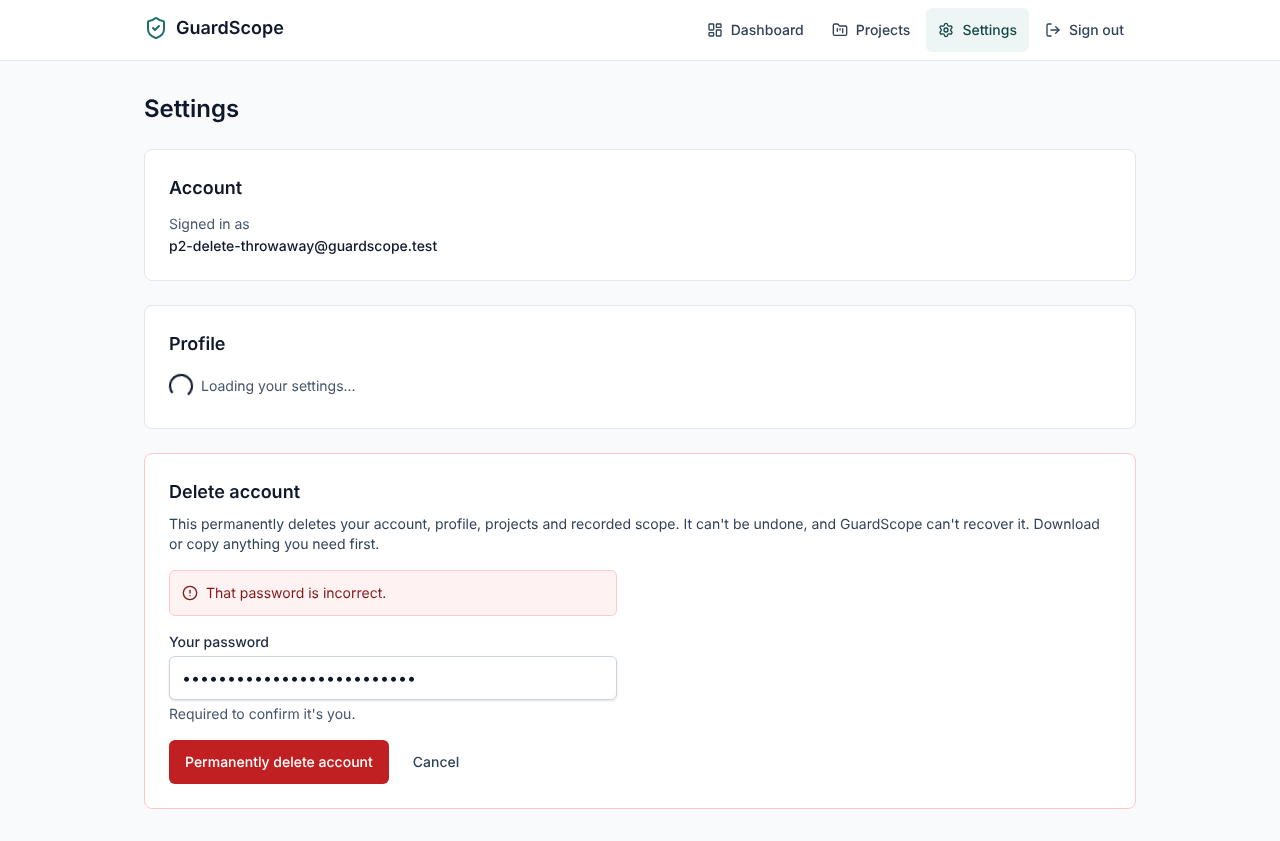 GuardScope
Dashboard
Projects
Settings
Sign out
Settings
Account
Signed in as
p2-delete-throwaway@guardscope.test
Profile
Loading your settings...
Delete account
This permanently deletes your account, profile, projects and recorded scope. It can't be undone, and GuardScope can't recover it. Download
or copy anything you need first.
That password is incorrect.
Your password
••••••••••••••••••••••••••
Required to confirm it's you.
Permanently delete account
Cancel